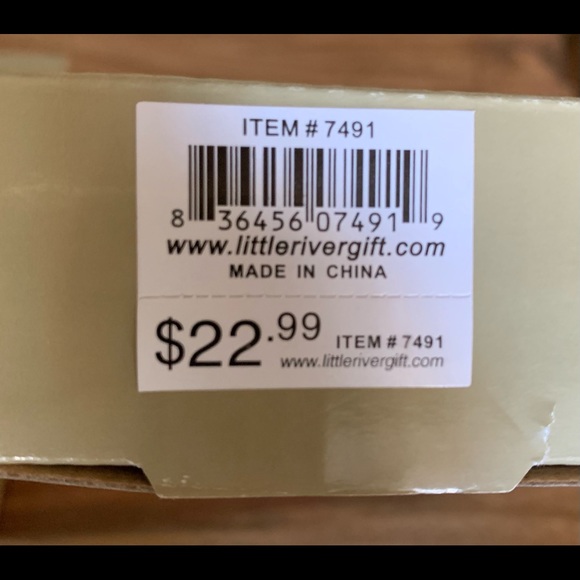 ITEM # 7491
8 36456 07491 9
www.littlerivergift.com
MADE IN CHINA
$22.99 ITEM # 7491
www.littlerivergift.com